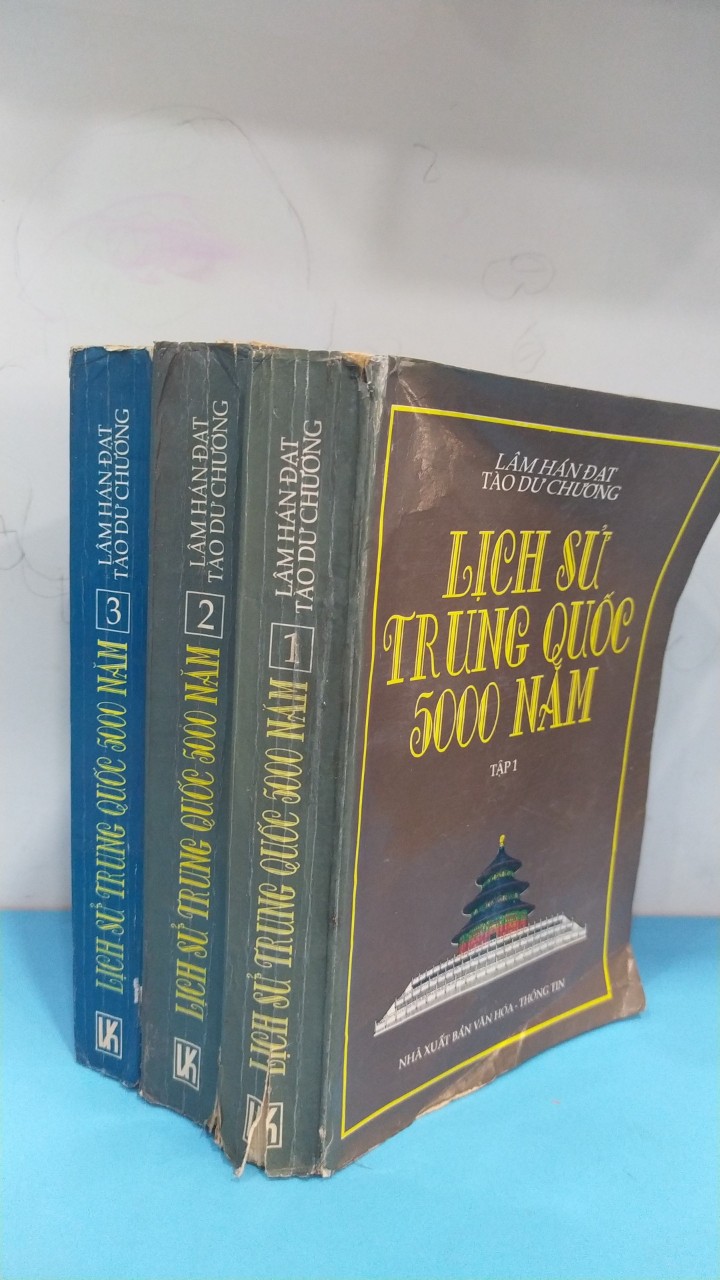 LÂM HÁN ĐẠT
TÀO DƯ CHƯƠNG
LỊCH SỬ
TRUNG QUỐC
5000 NĂM
TẬP 1
NHÀ XUẤT BẢN VĂN HÓA - THÔNG TIN
LỊCH SỬ TRUNG QUỐC 5000 NĂM 3 LÂM HÁN ĐẠT
TÀO DƯ CHƯƠNG
LỊCH SỬ TRUNG QUỐC 5000 NĂM 2 LÂM HÁN ĐẠT
TÀO DƯ CHƯƠNG
LỊCH SỬ TRUNG QUỐC 5000 NĂM 1 LÂM HÁN ĐẠT
TÀO DƯ CHƯƠNG